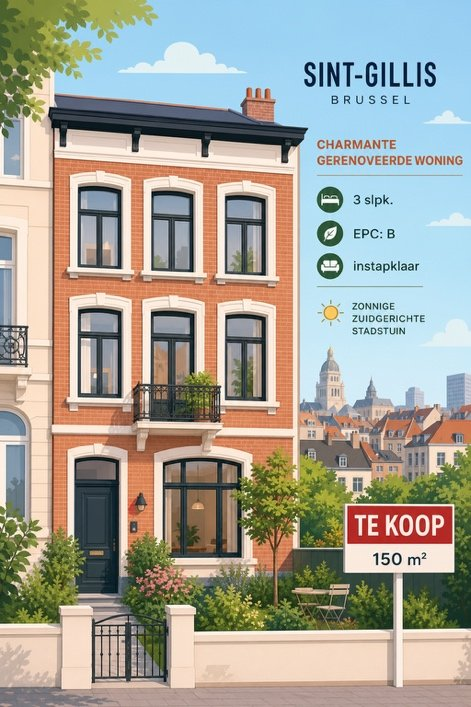 SINT-GILLIS
BRUSSEL
CHARMANTE
GERENOVEERDE WONING
3 slpk.
EPC: B
instapklaar
ZONNIGE
ZUIDGERICHTE
STADSTUIN
TE KOOP
150 m²